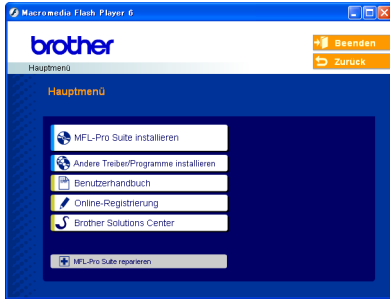 Macromedia Flash Player 6
brother
Beenden
Zuruck
Hauptmenü
Hauptmenü
MFL-Pro Suite installieren
Andere Treiber/Programme installieren
Benutzerhandbuch
Online-Registrierung
Brother Solutions Center
MFL-Pro Suite reparieren